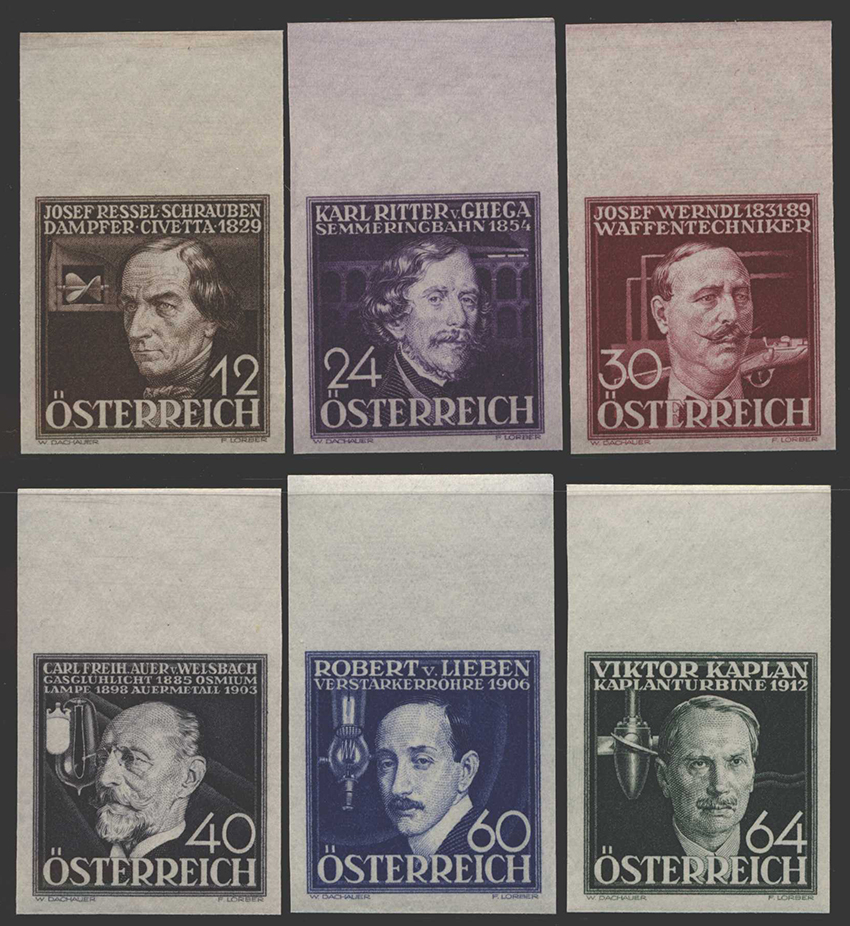 JOSEF RESSEL·SCHRAUBEN
DAMPFER·CIVETTA·1829
12
ÖSTERREICH
W. DACHAUER F. LORBER
KARL RITTER v. GHEGA
SEMMERINGBAHN 1854
24
ÖSTERREICH
W. DACHAUER F. LORBER
JOSEF WERNDL 1831·89
WAFFENTECHNIKER
30
ÖSTERREICH
W. DACHAUER F. LORBER
CARL FREIH. AUER v. WELSBACH
GASGLÜHLICHT 1885 OSMIUM
LAMPE 1898 AUERMETALL 1903
40
ÖSTERREICH
W. DACHAUER F. LORBER
ROBERT v. LIEBEN
VERSTÄRKERRÖHRE 1906
60
ÖSTERREICH
W. DACHAUER F. LORBER
VIKTOR KAPLAN
KAPLANTURBINE 1912
64
ÖSTERREICH
W. DACHAUER F. LORBER